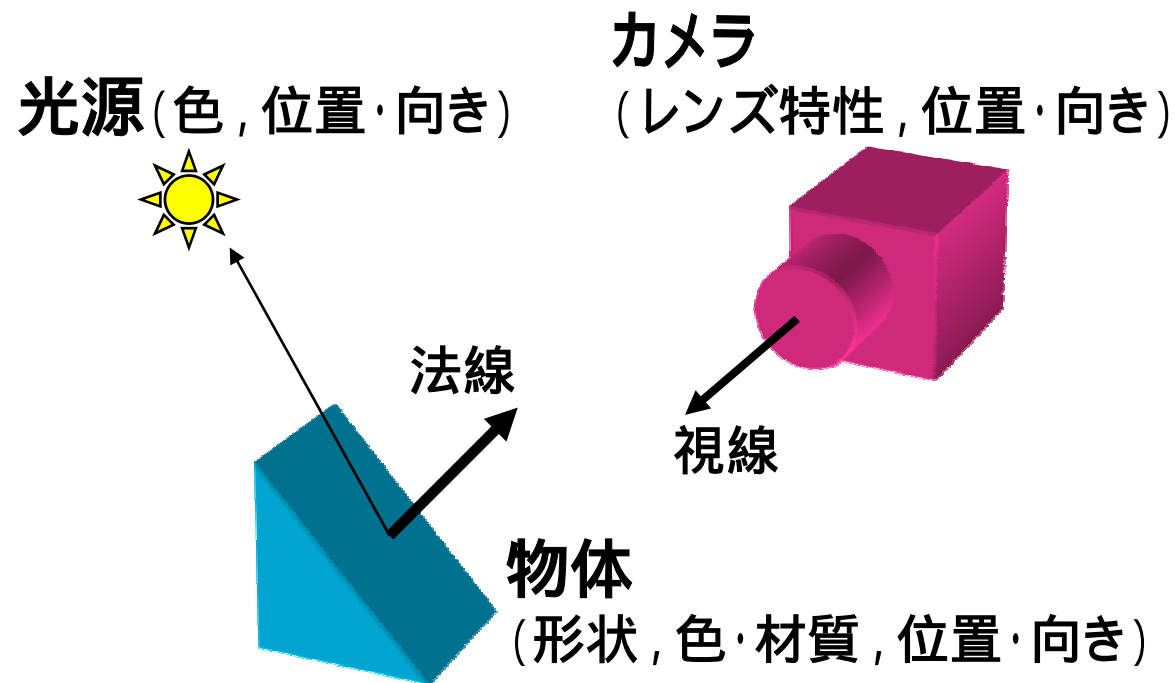 カメラ
光源(色,位置·向き)
(レンズ特性,位置·向き)
法線
視線
物体
(形状,色·材質,位置·向き)